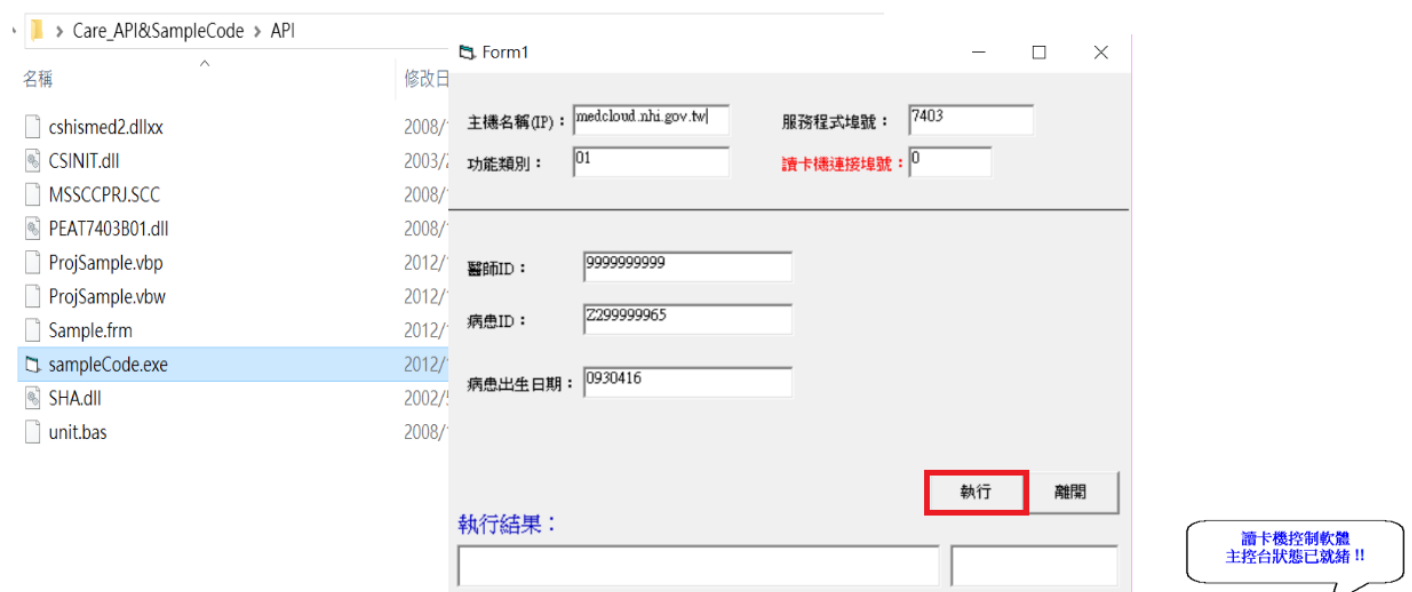 Care_API&SampleCode > API
名稱
修改日
cshismed2.dllxx
2008/
CSINIT.dll
2003/2
MSSCCPRJ.SCC
2008/
PEAT7403B01.dll
2008/
ProjSample.vbp
2012/
ProjSample.vbw
2012/
Sample.frm
2012/
sampleCode.exe
2012/
SHA.dll
2002/5
unit.bas
2008/
Form1
主機名稱(IP)： medcloud.nhi.gov.tw
服務程式埠號： 7403
功能類別： 01
讀卡機連接埠號： 0
醫師ID： 9999999999
病患ID： Z299999965
病患出生日期： 0930416
執行
離開
執行結果：
讀卡機控制軟體
主控台狀態已就緒 !!